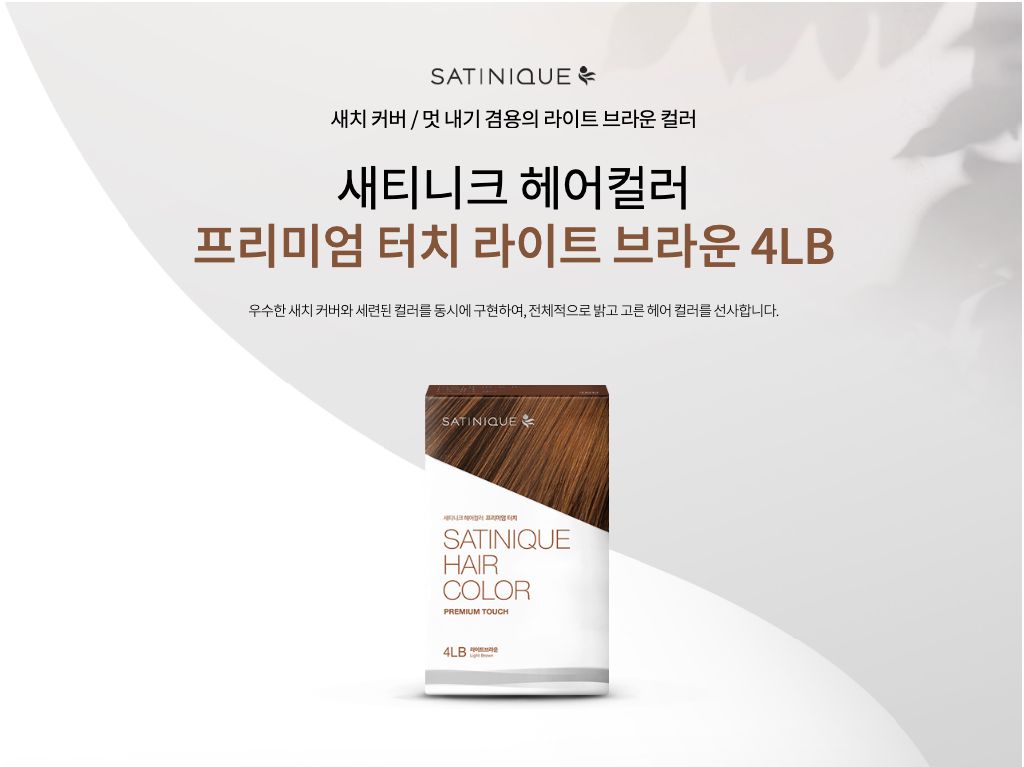 SATINIQUE
새치 커버 / 멋 내기 겸용의 라이트 브라운 컬러
새티니크 헤어컬러
프리미엄 터치 라이트 브라운 4LB
우수한 새치 커버와 세련된 컬러를 동시에 구현하여, 전체적으로 밝고 고른 헤어 컬러를 선사합니다.
SATINIQUE
새티니크 헤어컬러 프리미엄 터치
SATINIQUE
HAIR
COLOR
PREMIUM TOUCH
4LB 라이트브라운
Light Brown